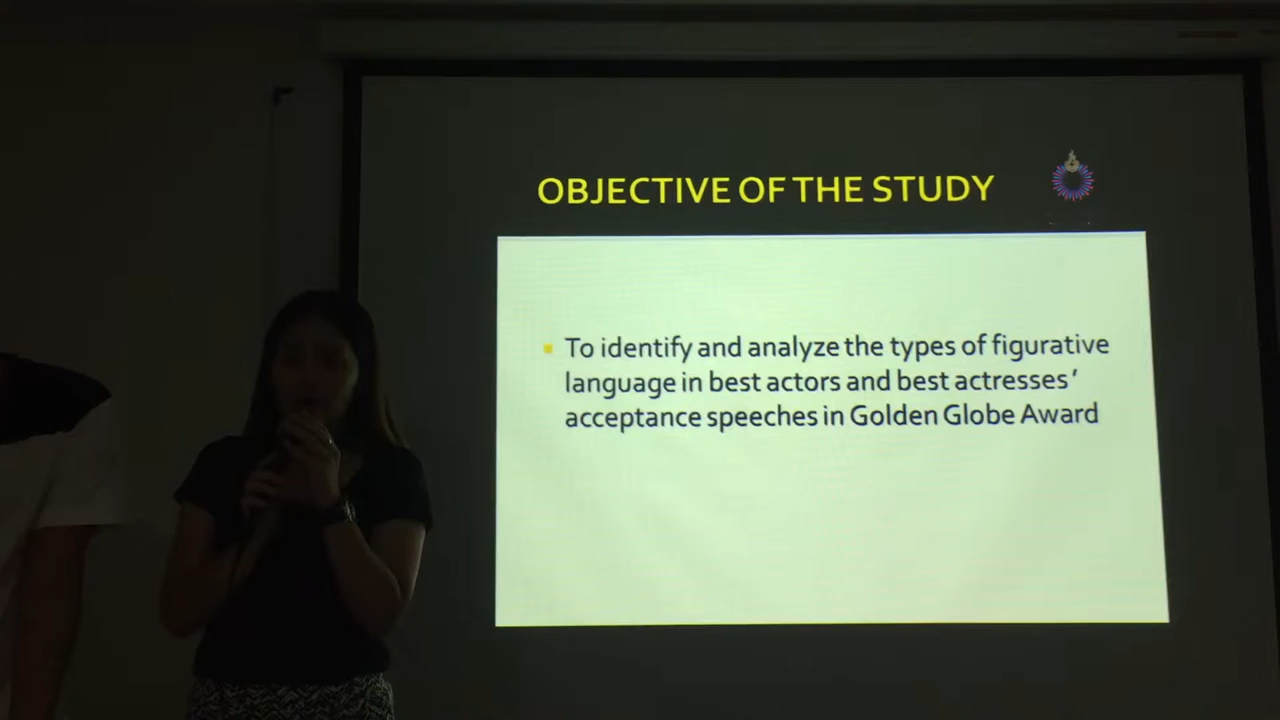 OBJECTIVE OF THE STUDY
To identify and analyze the types of figurative
language in best actors and best actresses’
acceptance speeches in Golden Globe Award